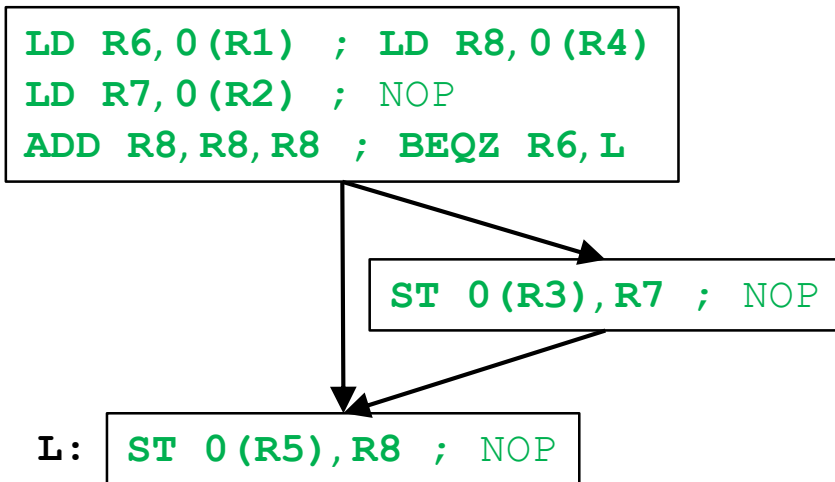 LD R6,0(R1) ; LD R8,0(R4)
LD R7,0(R2) ; NOP
ADD R8,R8,R8 ; BEQZ R6,L
ST 0(R3),R7 ; NOP
L: ST 0(R5),R8 ; NOP